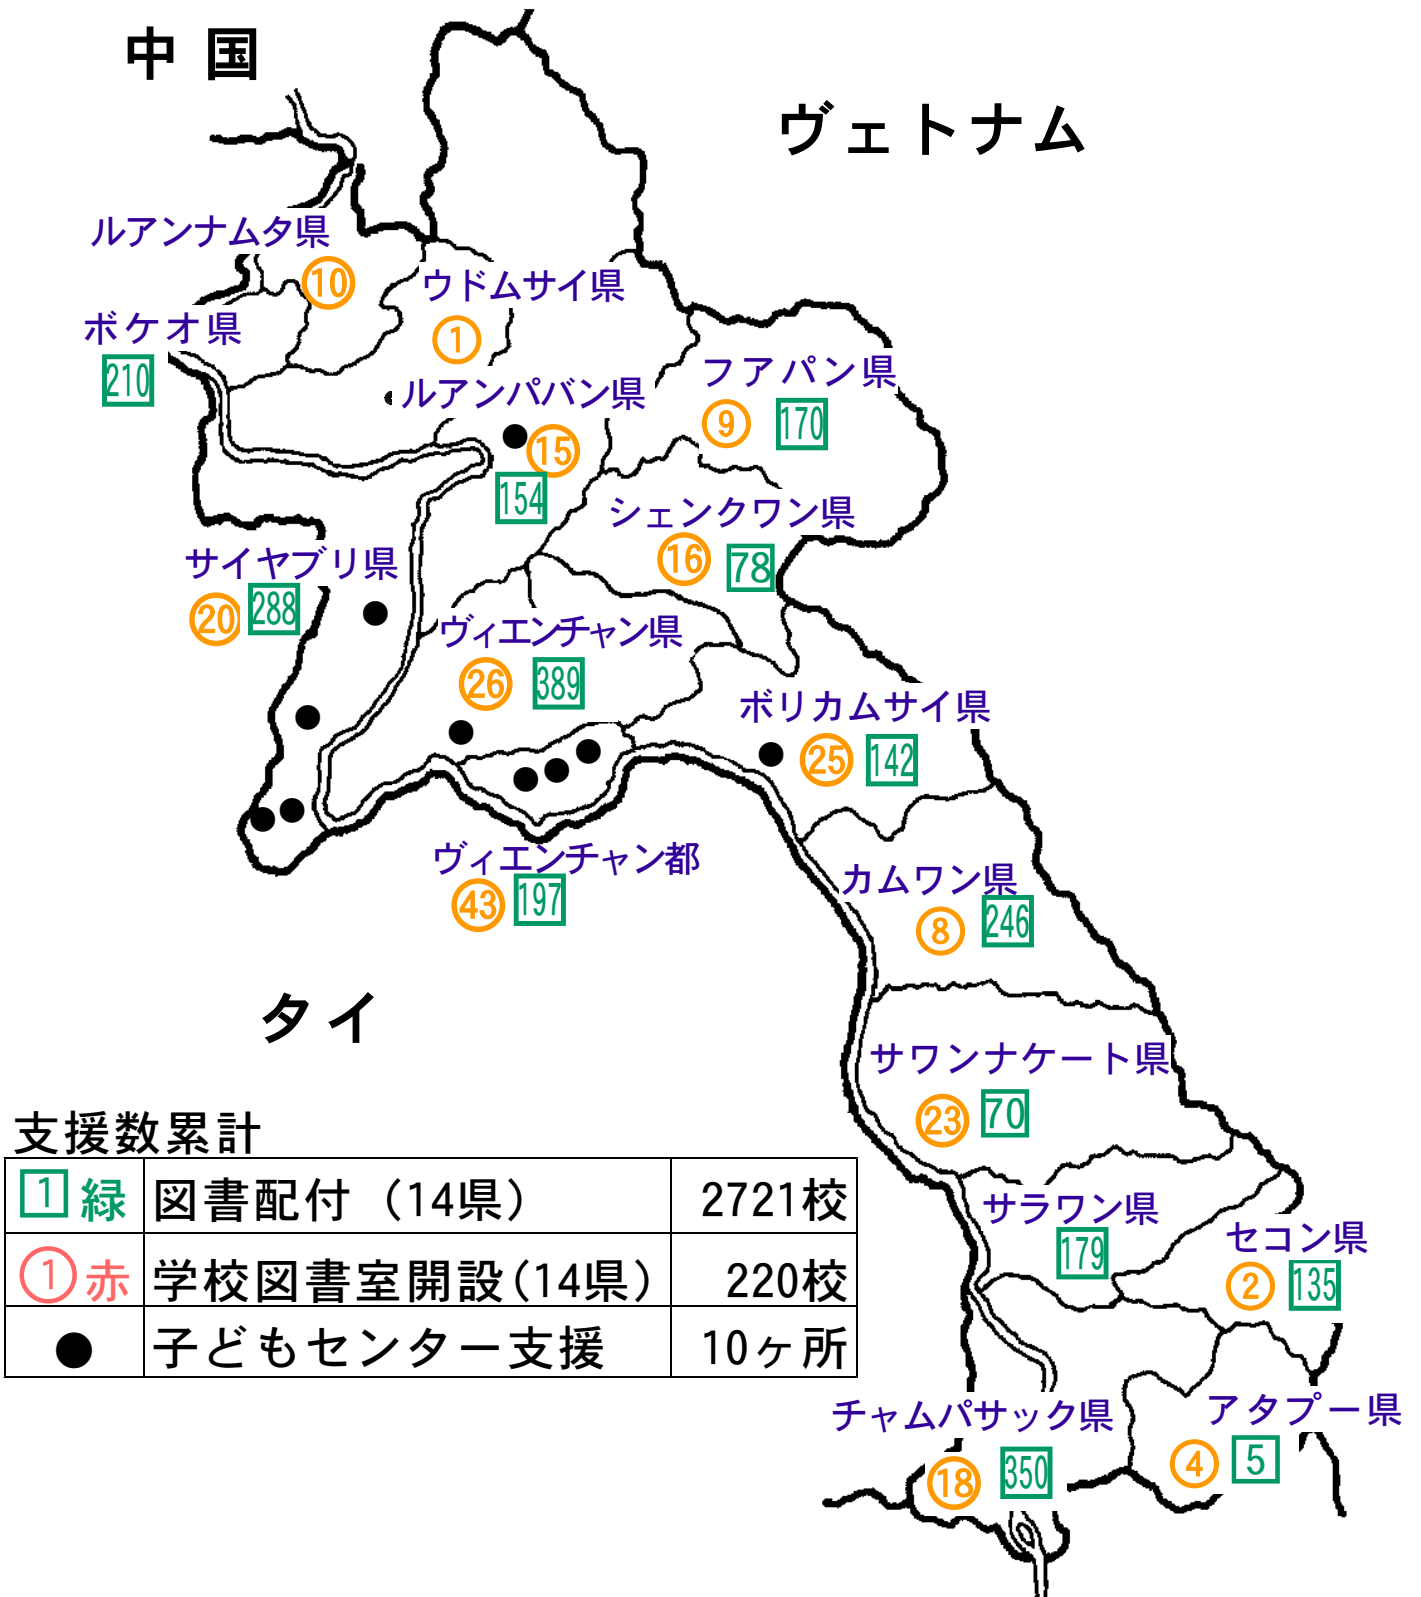 中国
ヴェトナム
ルアンナムタ県
⑩
ウドムサイ県
①
ボケオ県
210
フアパン県
⑨ 170
ルアンパバン県
⑮
154
シェンクワン県
⑯ 78
サイヤブリ県
⑳ 288
ヴィエンチャン県
㉖ 389
ボリカムサイ県
㉕ 142
ヴィエンチャン都
㊸ 197
カムワン県
⑧ 246
タイ
サワンナケート県
㉓ 70
支援数累計
1 緑 図書配付（14県） 2721校
① 赤 学校図書室開設(14県） 220校
● 子どもセンター支援 10ヶ所
サラワン県
179
セコン県
② 135
チャムパサック県
⑱ 350
アタプー県
④ 5